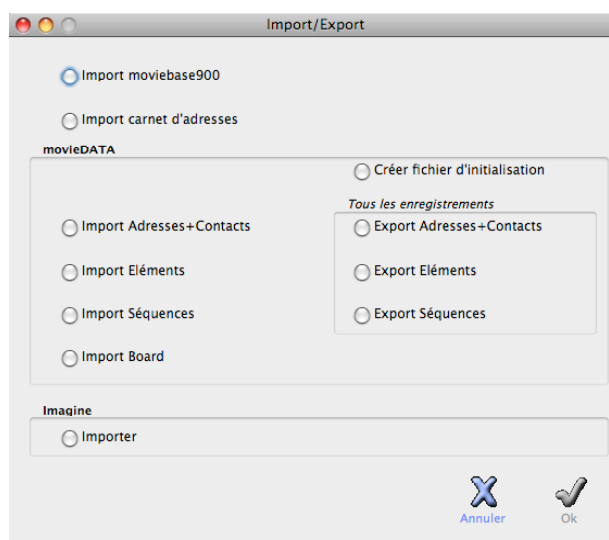 Import/Export
Import moviebase900
Import carnet d'adresses
movieDATA
Créer fichier d'initialisation
Tous les enregistrements
Import Adresses+Contacts
Export Adresses+Contacts
Import Eléments
Export Eléments
Import Séquences
Export Séquences
Import Board
Imagine
Importer
Annuler
Ok